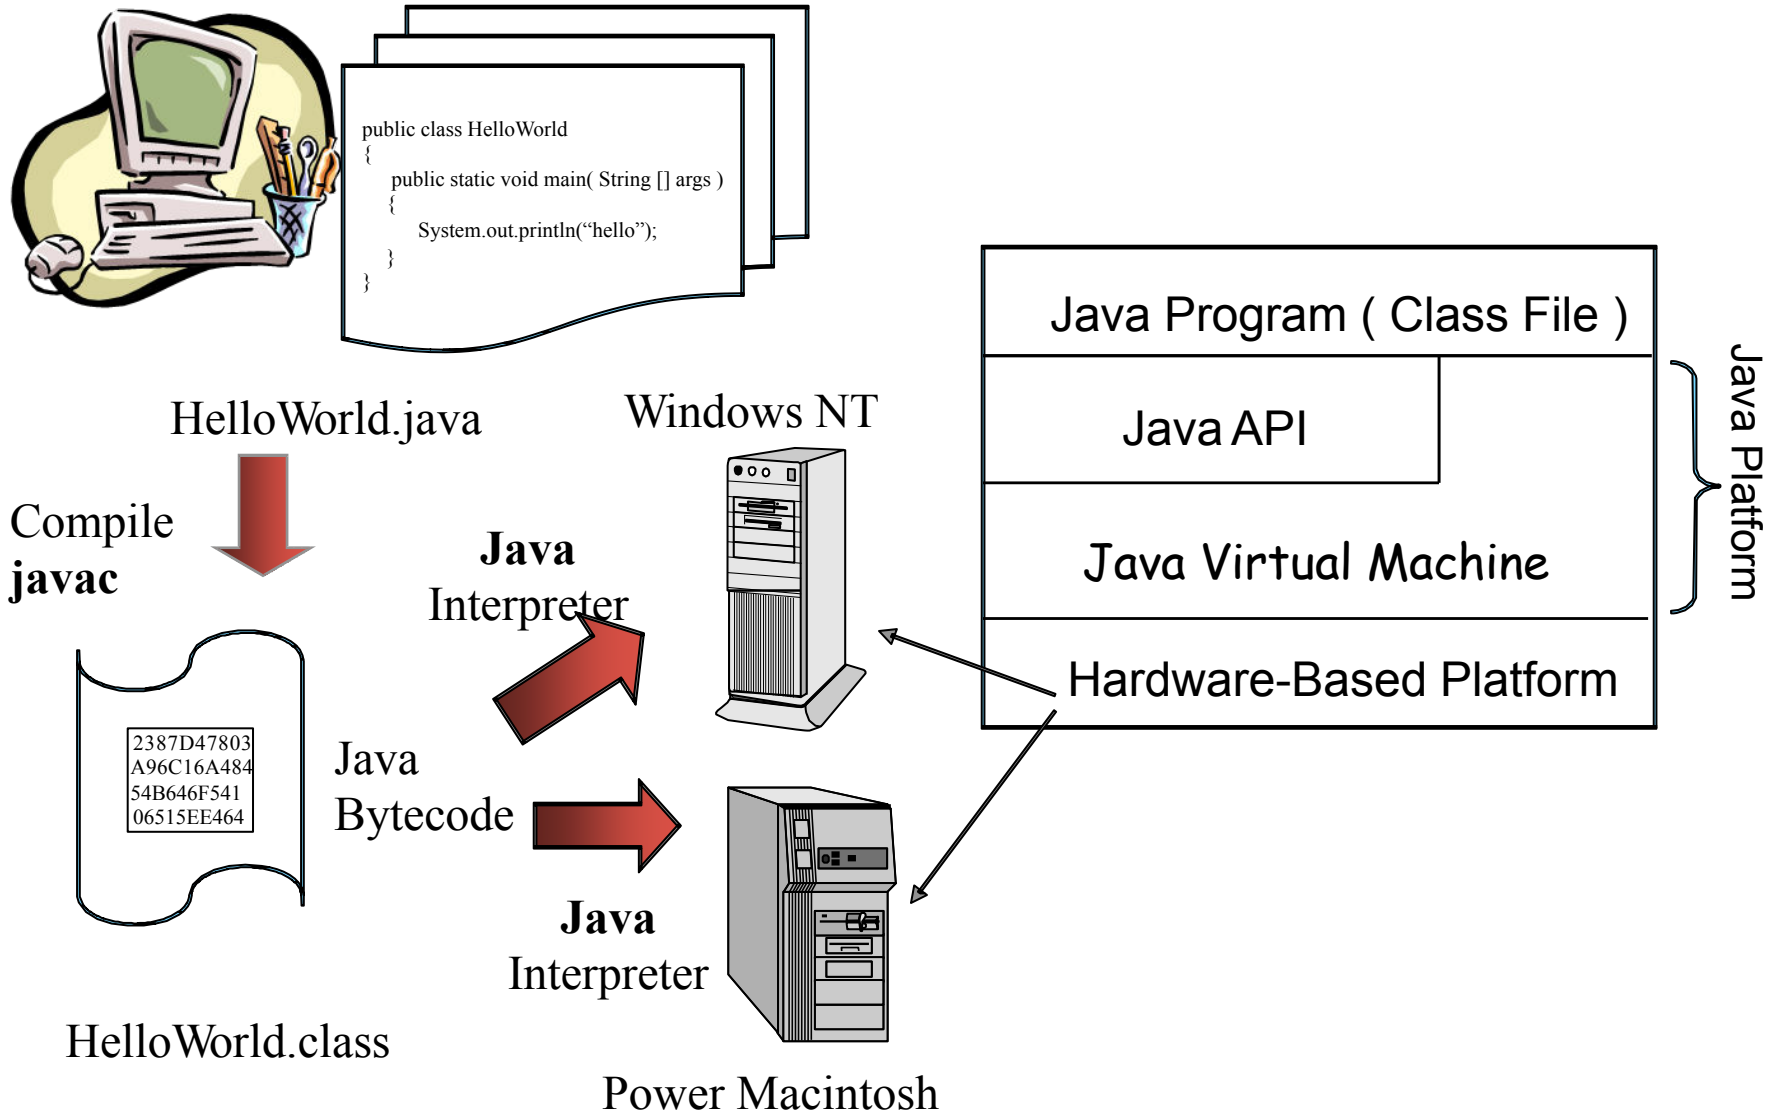 public class HelloWorld
{
public static void main( String [] args )
{
System.out.println(“hello”);
}
}
HelloWorld.java
Compile
javac
2387D47803
A96C16A484
54B646F541
06515EE464
HelloWorld.class
Java
Bytecode
Java
Interpreter
Windows NT
Java
Interpreter
Power Macintosh
Java Program ( Class File )
Java API
Java Virtual Machine
Hardware-Based Platform
Java Platform